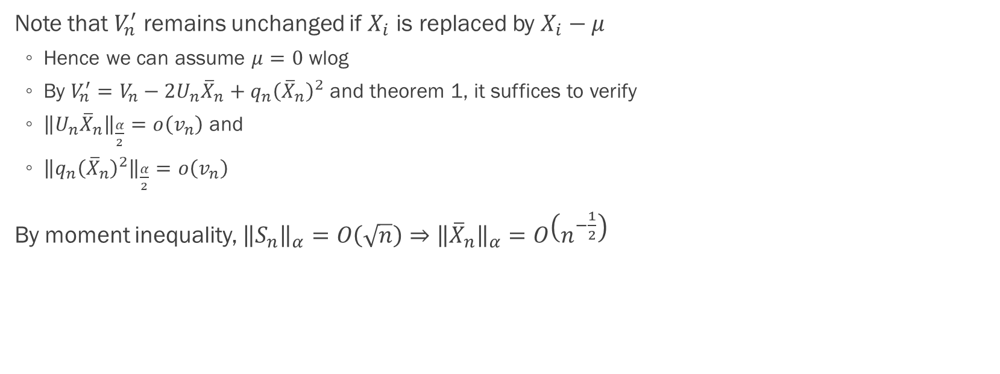 Note that $V_n'$ remains unchanged if $X_i$ is replaced by $X_i - \mu$
◦ Hence we can assume $\mu = 0$ wlog
◦ By $V_n' = V_n - 2U_n\bar{X}_n + q_n(\bar{X}_n)^2$ and theorem 1, it suffices to verify
◦ $\|U_n\bar{X}_n\|_{\frac{\alpha}{2}} = o(v_n)$ and
◦ $\|q_n(\bar{X}_n)^2\|_{\frac{\alpha}{2}} = o(v_n)$
By moment inequality, $\|S_n\|_\alpha = O(\sqrt{n}) \Rightarrow \|\bar{X}_n\|_\alpha = O\left(n^{-\frac{1}{2}}\right)$